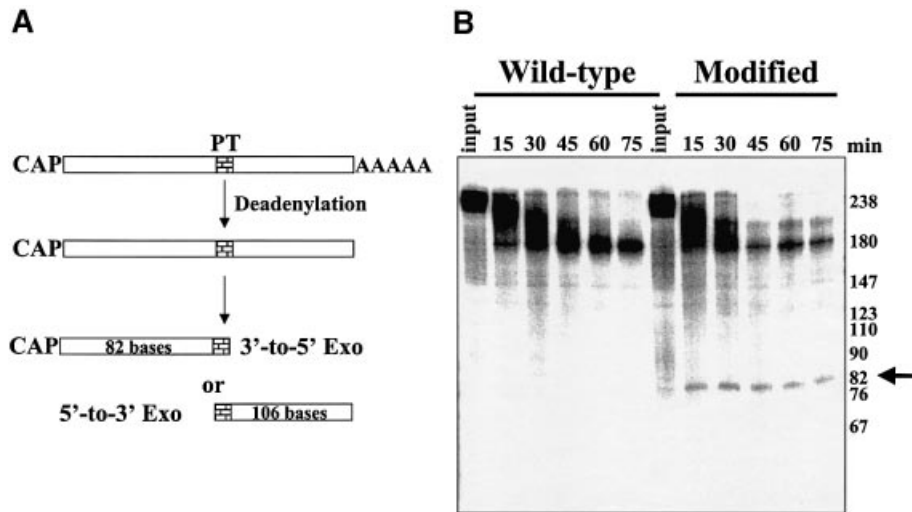 A
PT
CAP AAAAA
Deadenylation
CAP
CAP 82 bases 3'-to-5' Exo
or
5'-to-3' Exo 106 bases
B
Wild-type Modified
input 15 30 45 60 75 input 15 30 45 60 75 min
238
180
147
123
110
90
82
76
67